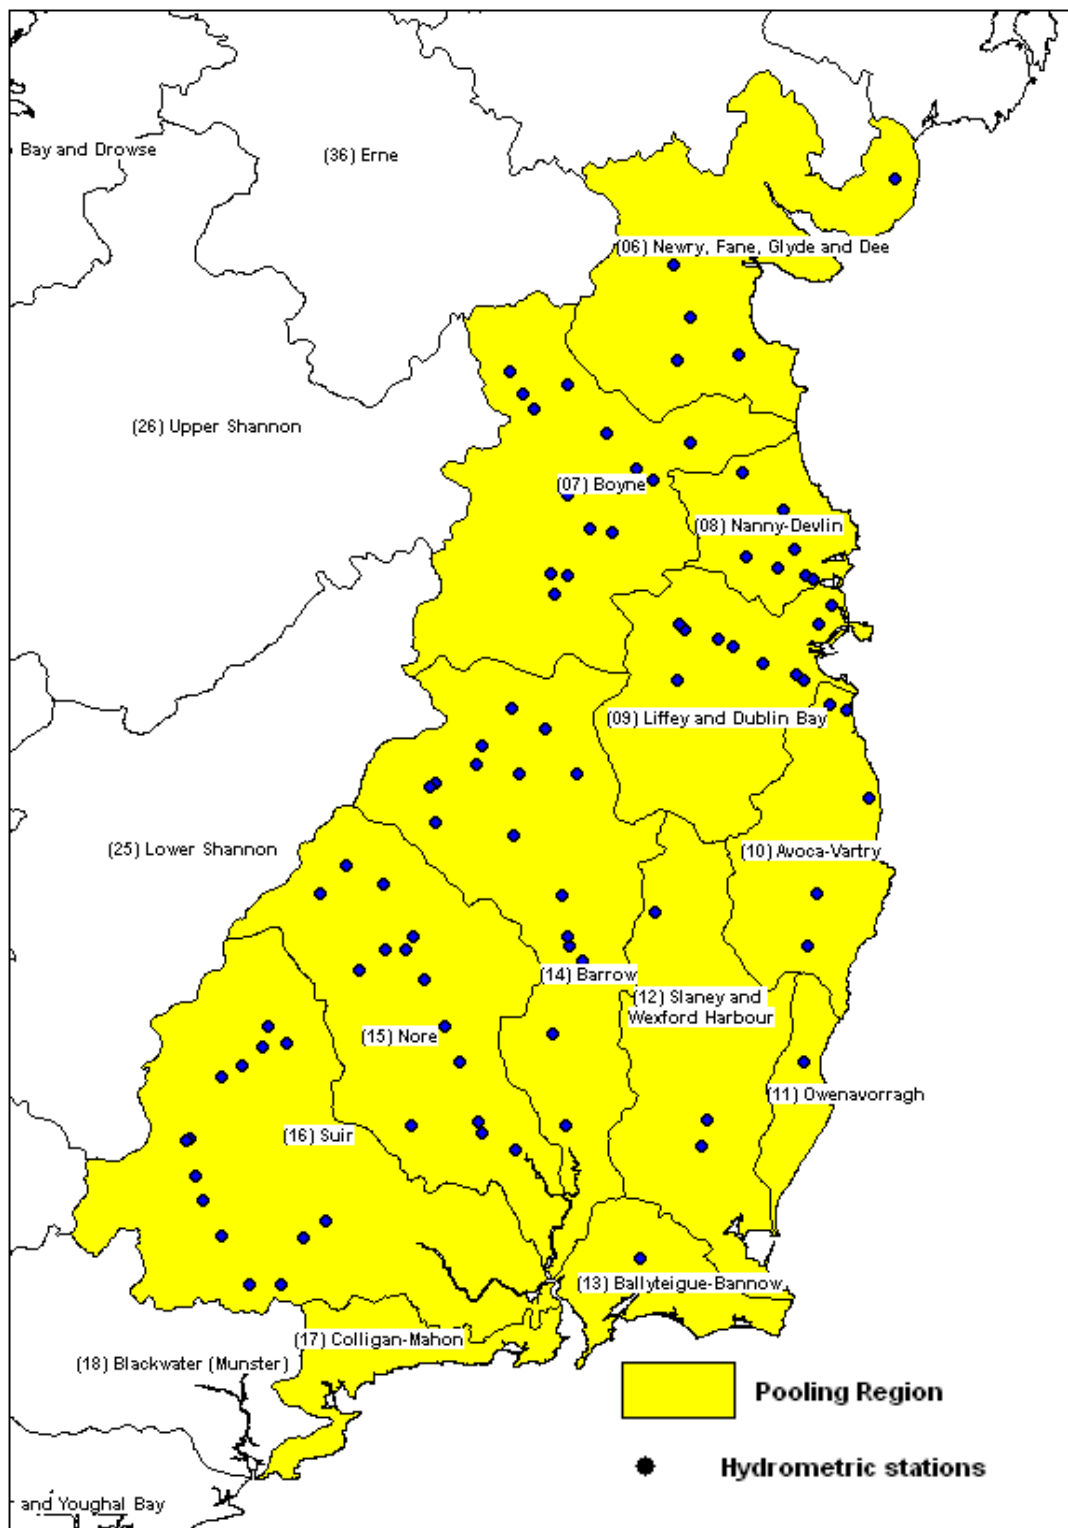 Bay and Drowse
(36) Erne
(06) Newry, Fane, Glyde and Dee
(26) Upper Shannon
(07) Boyne
(08) Nanny-Devlin
(09) Liffey and Dublin Bay
(25) Lower Shannon
(10) Avoca-Vartry
(14) Barrow
(12) Slaney and
Wexford Harbour
(15) Nore
(11) Owenavorragh
(16) Suir
(13) Ballyteigue-Bannow
(17) Colligan-Mahon
(18) Blackwater (Munster)
Pooling Region
Hydrometric stations
and Youghal Bay